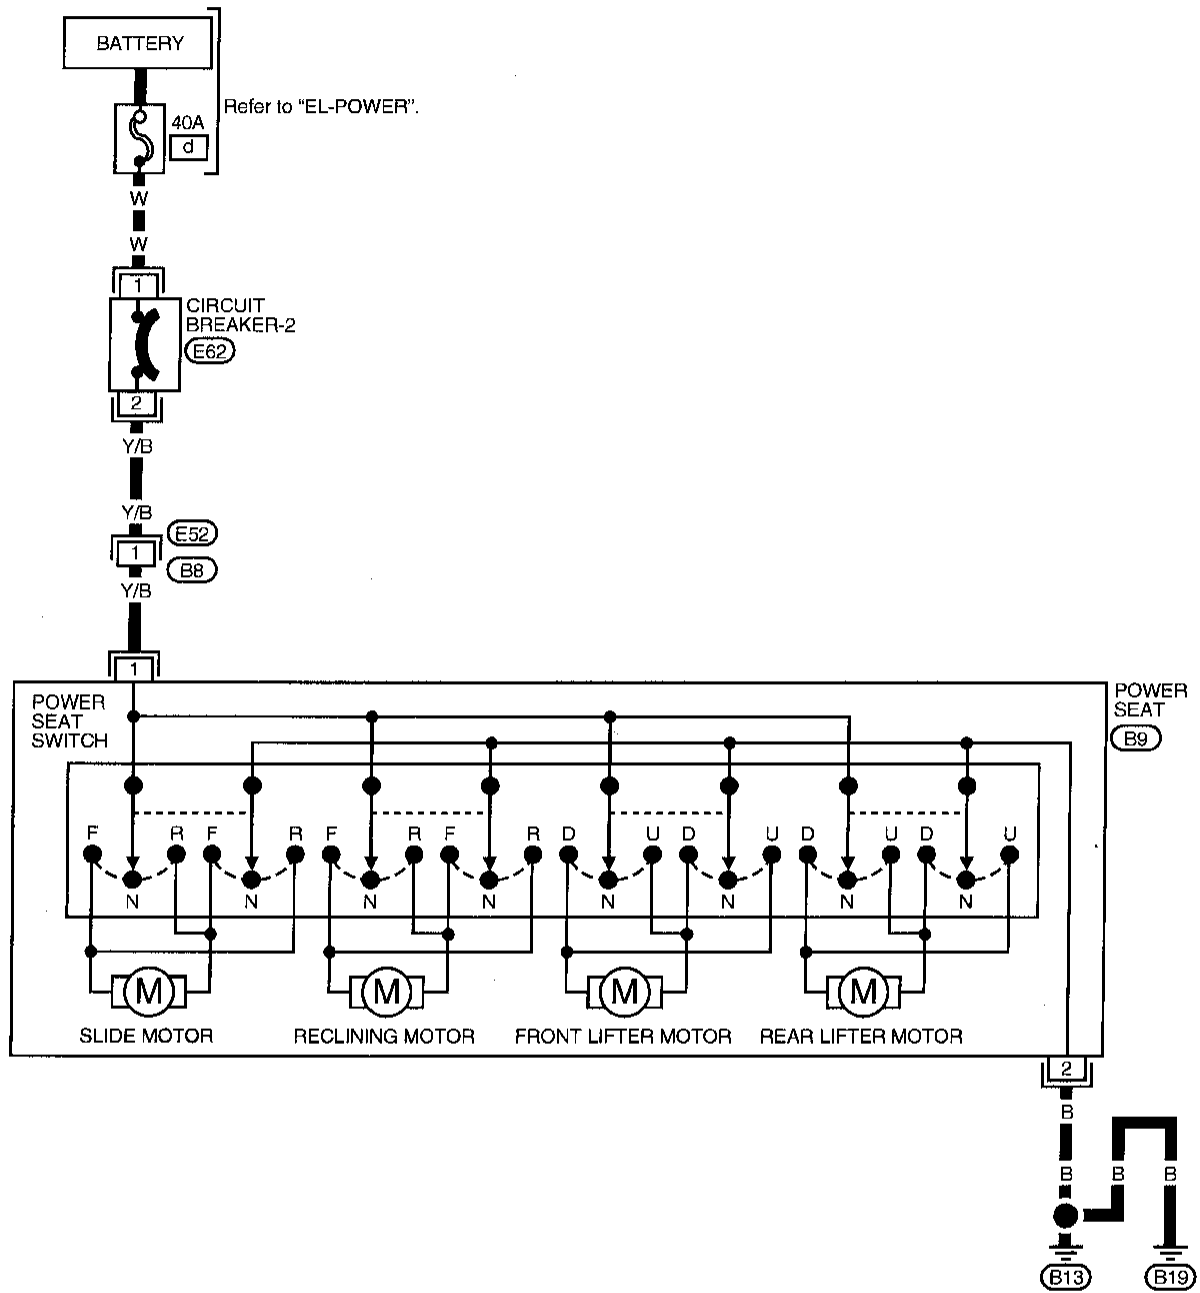 BATTERY
Refer to “EL-POWER”.
40A
d
W
W
1
CIRCUIT
BREAKER-2
E62
2
Y/B
Y/B
E52
1
B8
Y/B
1
POWER
SEAT
SWITCH
POWER
SEAT
B9
F R F R F R F R D U D U D U D U
N N N N N N N N
M M M M
SLIDE MOTOR RECLINING MOTOR FRONT LIFTER MOTOR REAR LIFTER MOTOR
2
B
B B B
B13 B19